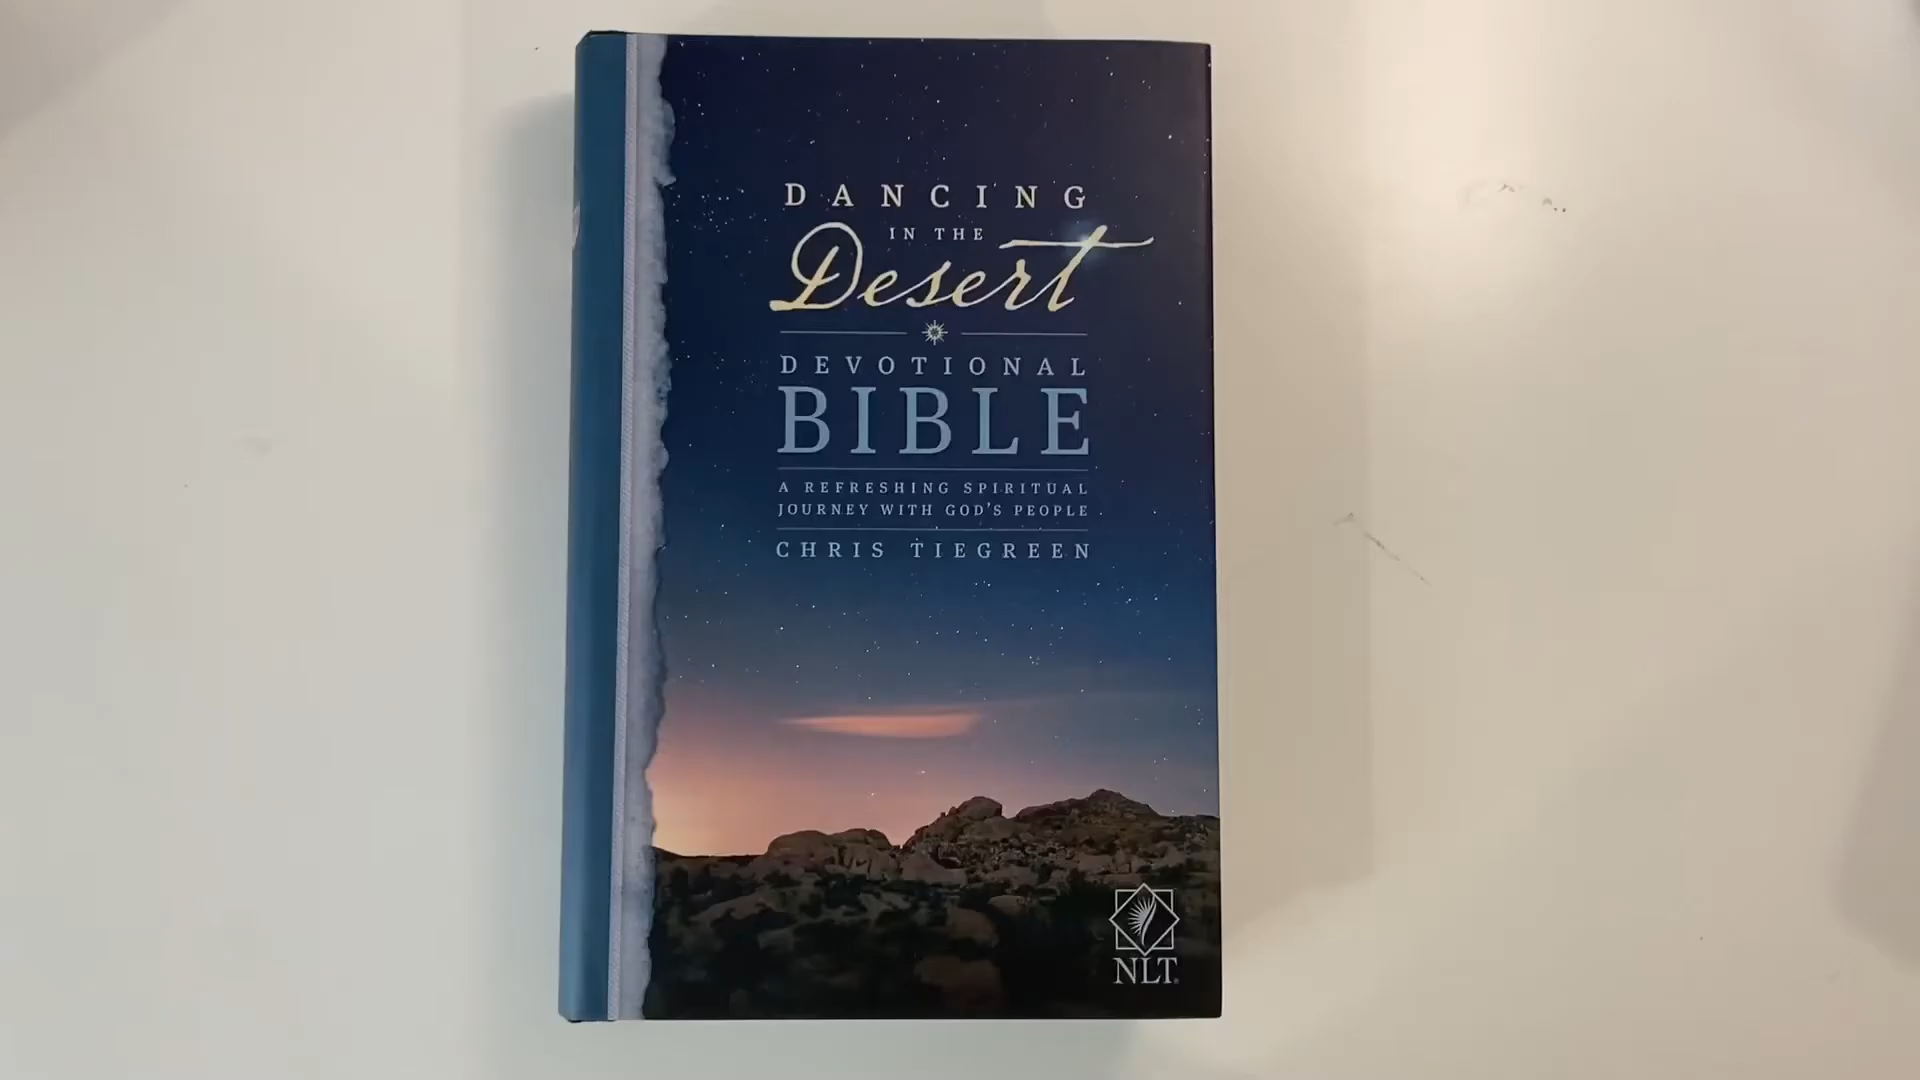 DANCING
IN THE
Desert
DEVOTIONAL
BIBLE
A REFRESHING SPIRITUAL
JOURNEY WITH GOD'S PEOPLE
CHRIS TIEGREEN
NLT